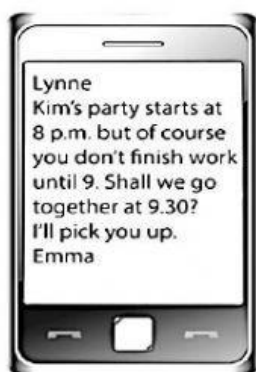 Lynne
Kim's party starts at
8 p.m. but of course
you don't finish work
until 9. Shall we go
together at 9.30?
I'll pick you up.
Emma